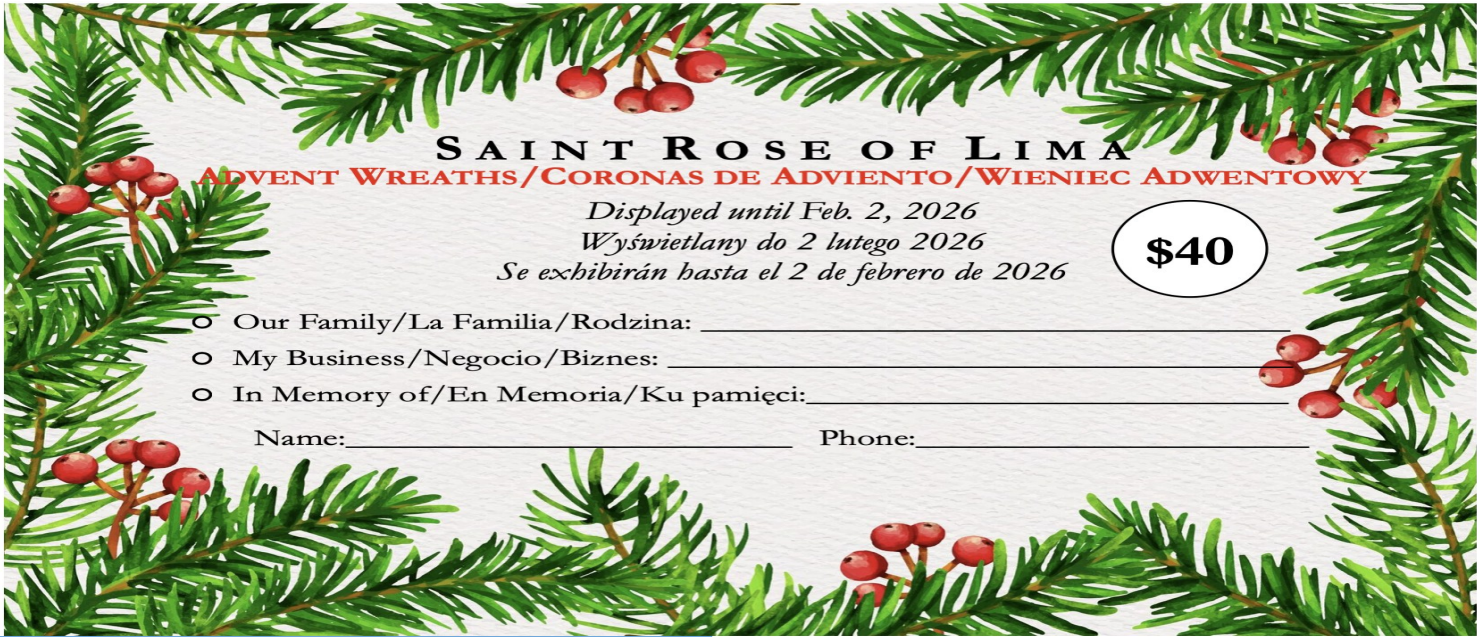 SAINT ROSE OF LIMA
ADVENT WREATHS/CORONAS DE ADVIENTO/WIENIEC ADWENTOWY
Displayed until Feb. 2, 2026
Wyświetlany do 2 lutego 2026
$40
Se exhibirán hasta el 2 de febrero de 2026
Our Family/La Familia/Rodzina:
My Business/Negocio/Biznes:
In Memory of/En Memoria/Ku pamięci:
Name: Phone: